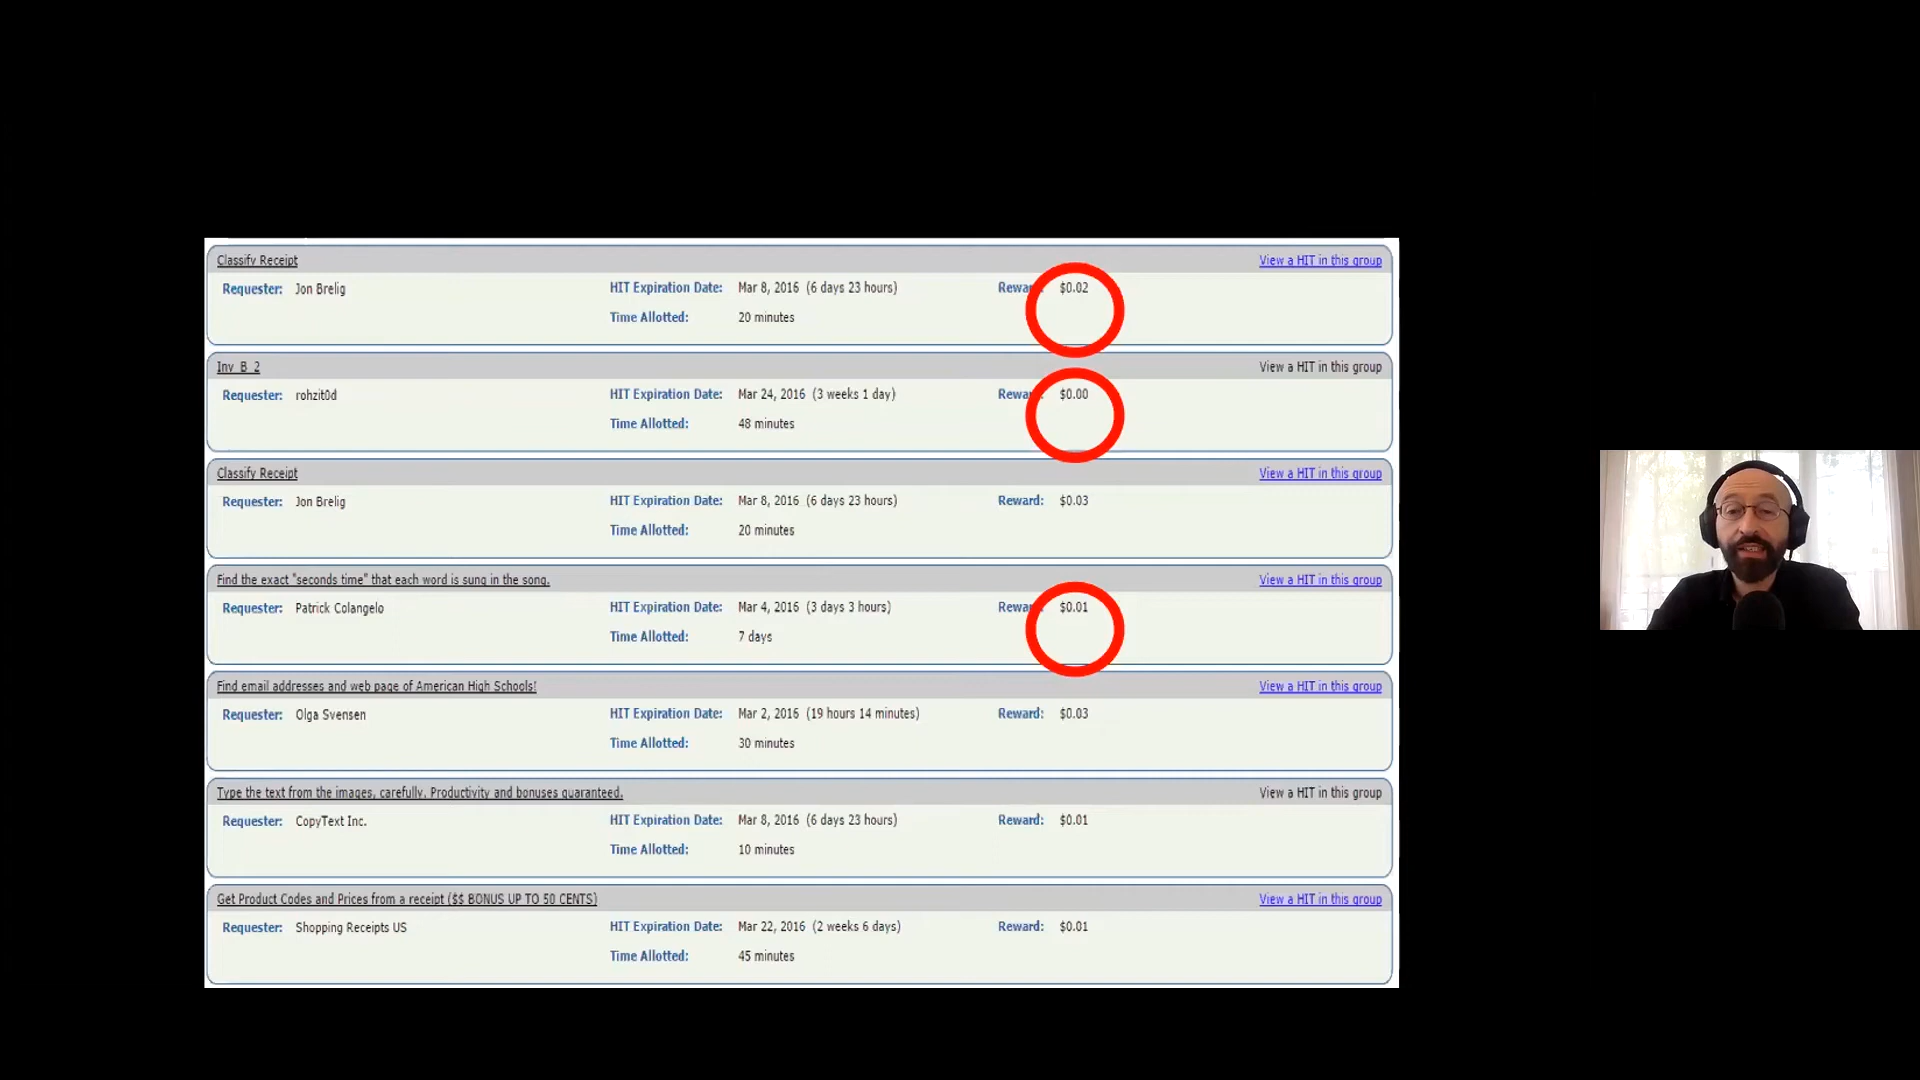 Classify Receipt View a HIT in this group
Requester: Jon Brelig HIT Expiration Date: Mar 8, 2016 (6 days 23 hours) Rewar $0.02
Time Allotted: 20 minutes
Inv_B_2 View a HIT in this group
Requester: rohzit0d HIT Expiration Date: Mar 24, 2016 (3 weeks 1 day) Rewar $0.00
Time Allotted: 48 minutes
Classify Receipt View a HIT in this group
Requester: Jon Brelig HIT Expiration Date: Mar 8, 2016 (6 days 23 hours) Reward: $0.03
Time Allotted: 20 minutes
Find the exact "seconds time" that each word is sung in the song. View a HIT in this group
Requester: Patrick Colangelo HIT Expiration Date: Mar 4, 2016 (3 days 3 hours) Rewar $0.01
Time Allotted: 7 days
Find email addresses and web page of American High Schools! View a HIT in this group
Requester: Olga Svensen HIT Expiration Date: Mar 2, 2016 (19 hours 14 minutes) Reward: $0.03
Time Allotted: 30 minutes
Type the text from the images, carefully. Productivity and bonuses guaranteed. View a HIT in this group
Requester: CopyText Inc. HIT Expiration Date: Mar 8, 2016 (6 days 23 hours) Reward: $0.01
Time Allotted: 10 minutes
Get Product Codes and Prices from a receipt ($$ BONUS UP TO 50 CENTS) View a HIT in this group
Requester: Shopping Receipts US HIT Expiration Date: Mar 22, 2016 (2 weeks 6 days) Reward: $0.01
Time Allotted: 45 minutes